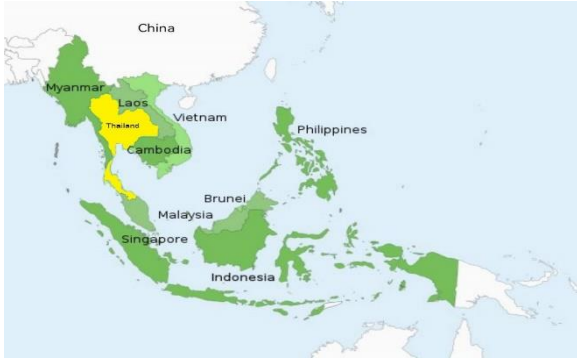 China
Myanmar
Laos
Vietnam
Thailand
Philippines
Cambodia
Brunei
Malaysia
Singapore
Indonesia